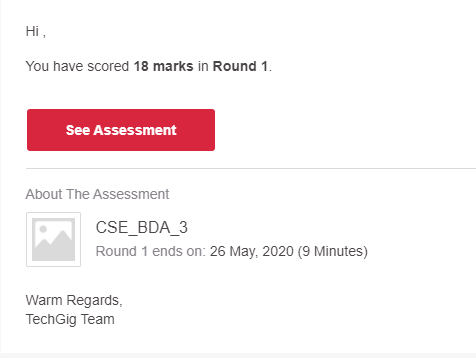 Hi ,
You have scored 18 marks in Round 1.
See Assessment
About The Assessment
CSE_BDA_3
Round 1 ends on: 26 May, 2020 (9 Minutes)
Warm Regards,
TechGig Team